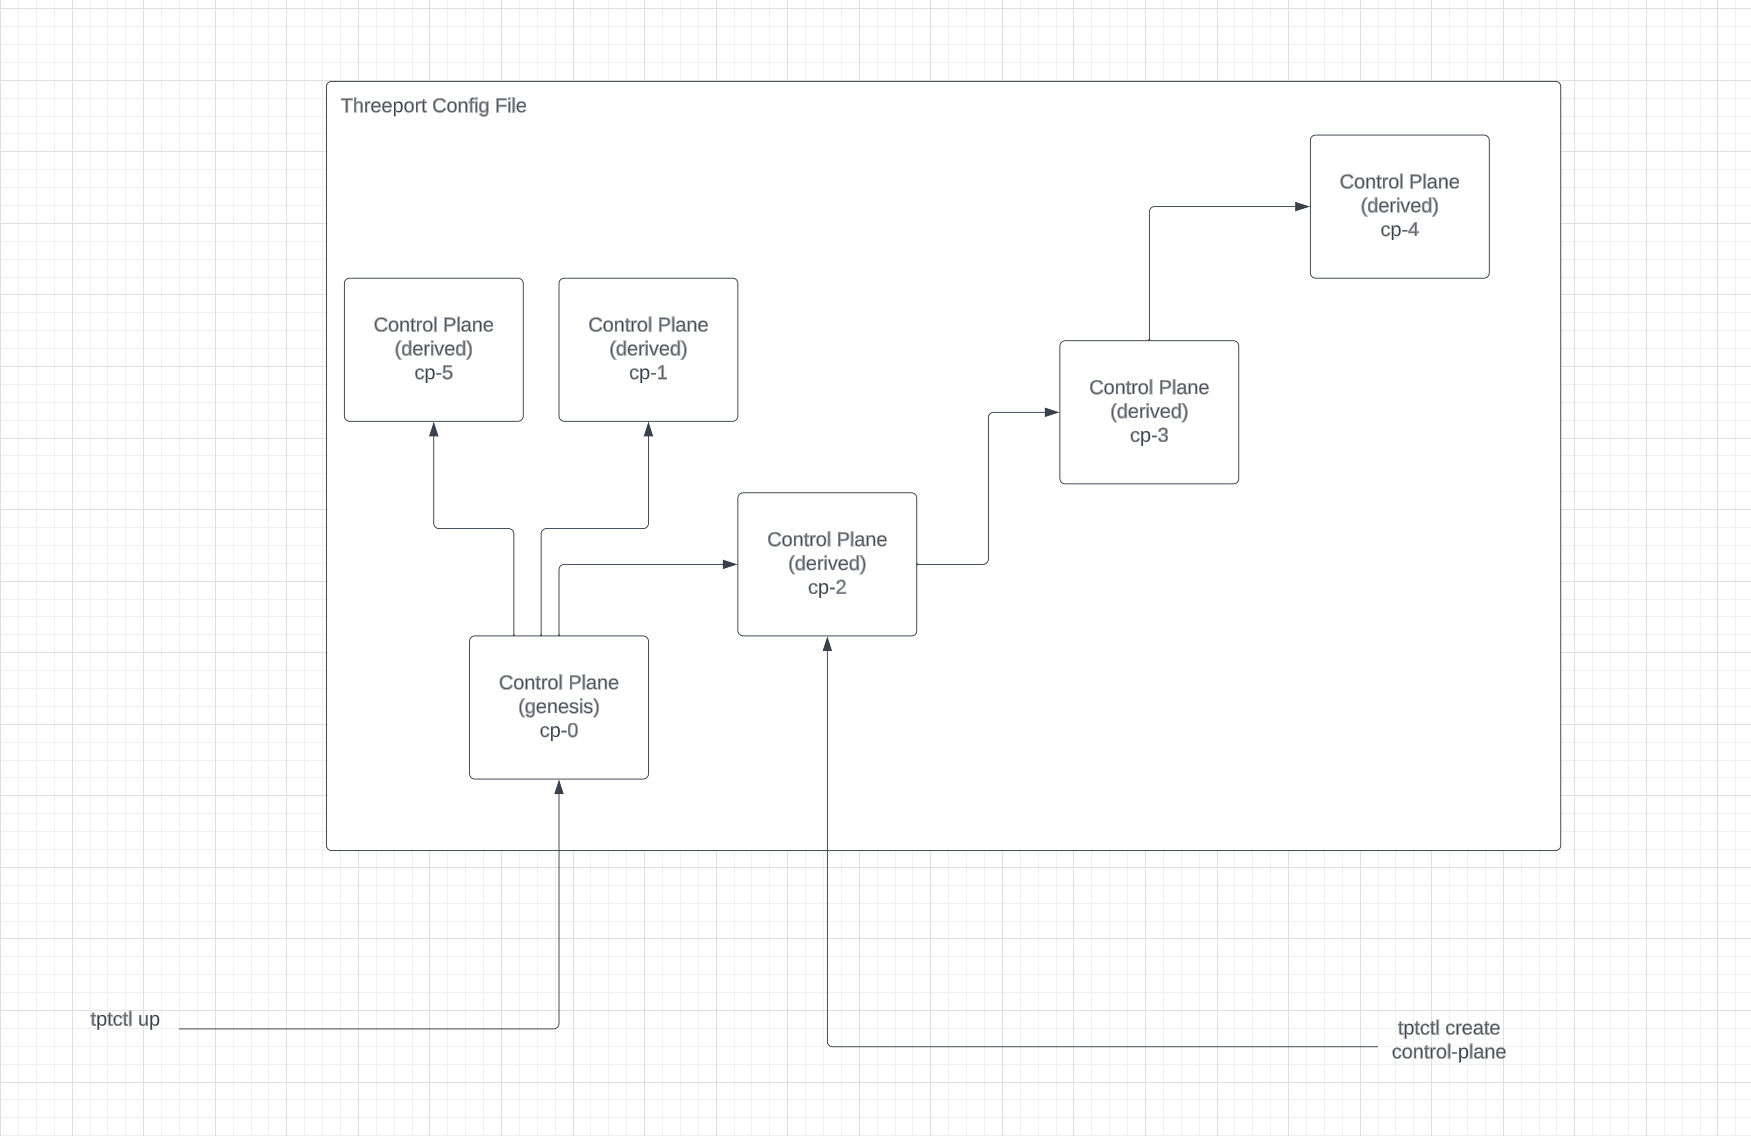 Threeport Config File
Control Plane
(derived)
cp-4
Control Plane
(derived)
cp-5
Control Plane
(derived)
cp-1
Control Plane
(derived)
cp-3
Control Plane
(derived)
cp-2
Control Plane
(genesis)
cp-0
tptctl up
tptctl create
control-plane